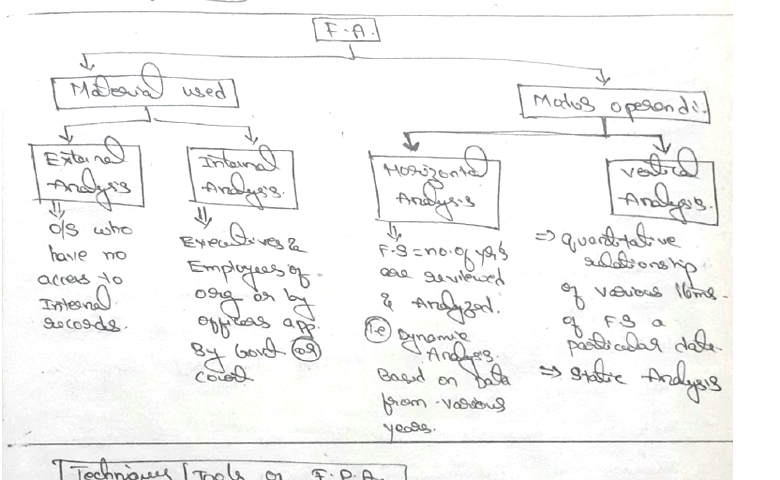 F.A.
Material used
Modus operandi.
External
Analysis
Internal
Analysis.
Horizontal
Analysis
Vertical
Analysis.
O/S who
have no
access to
Internal
records.
Executives &
Employees of
org or by
officers app.
By Govt or
court
F.S = no. of yrs
are reviewed
& Analyzed.
i.e Dynamic
Analysis.
Based on Data
from various
years.
⇒ quantitative
relationship
of various
of F.S a
particular date.
⇒ Static Analysis
Techniques | Tools of F.S.A.